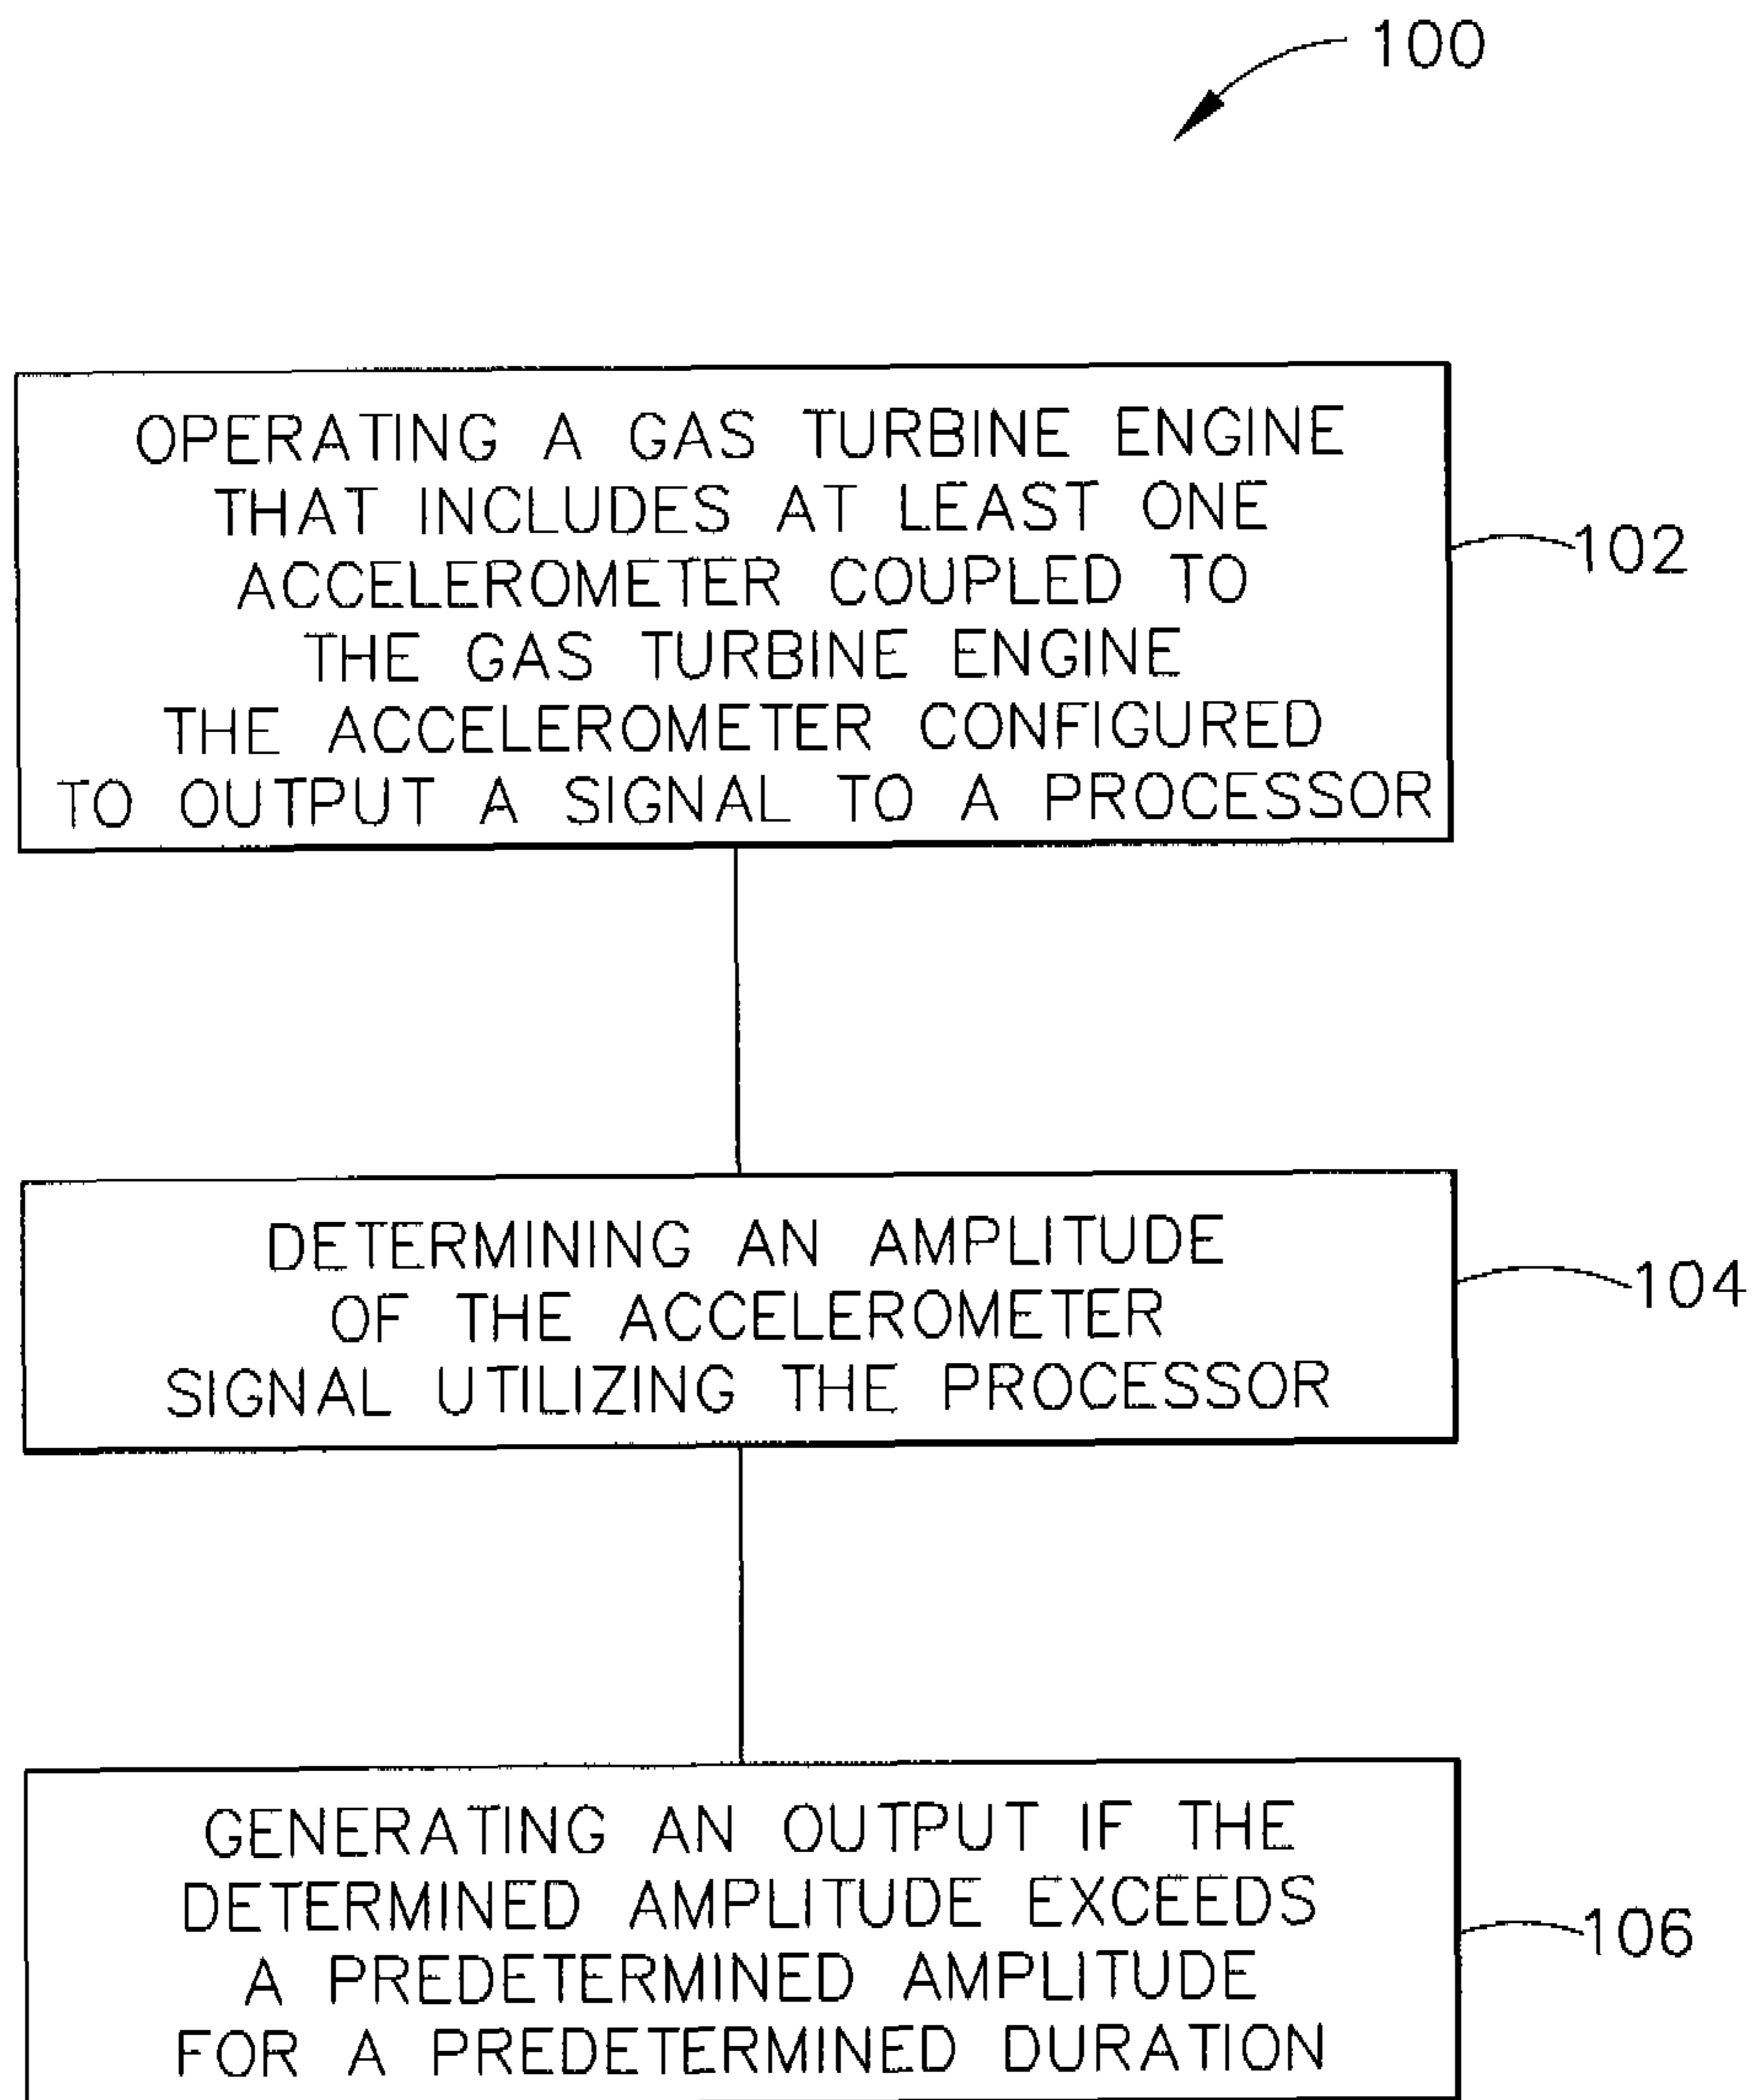 100
OPERATING A GAS TURBINE ENGINE
THAT INCLUDES AT LEAST ONE
ACCELEROMETER COUPLED TO
THE GAS TURBINE ENGINE
THE ACCELEROMETER CONFIGURED
TO OUTPUT A SIGNAL TO A PROCESSOR
102
DETERMINING AN AMPLITUDE
OF THE ACCELEROMETER
SIGNAL UTILIZING THE PROCESSOR
104
GENERATING AN OUTPUT IF THE
DETERMINED AMPLITUDE EXCEEDS
A PREDETERMINED AMPLITUDE
FOR A PREDETERMINED DURATION
106